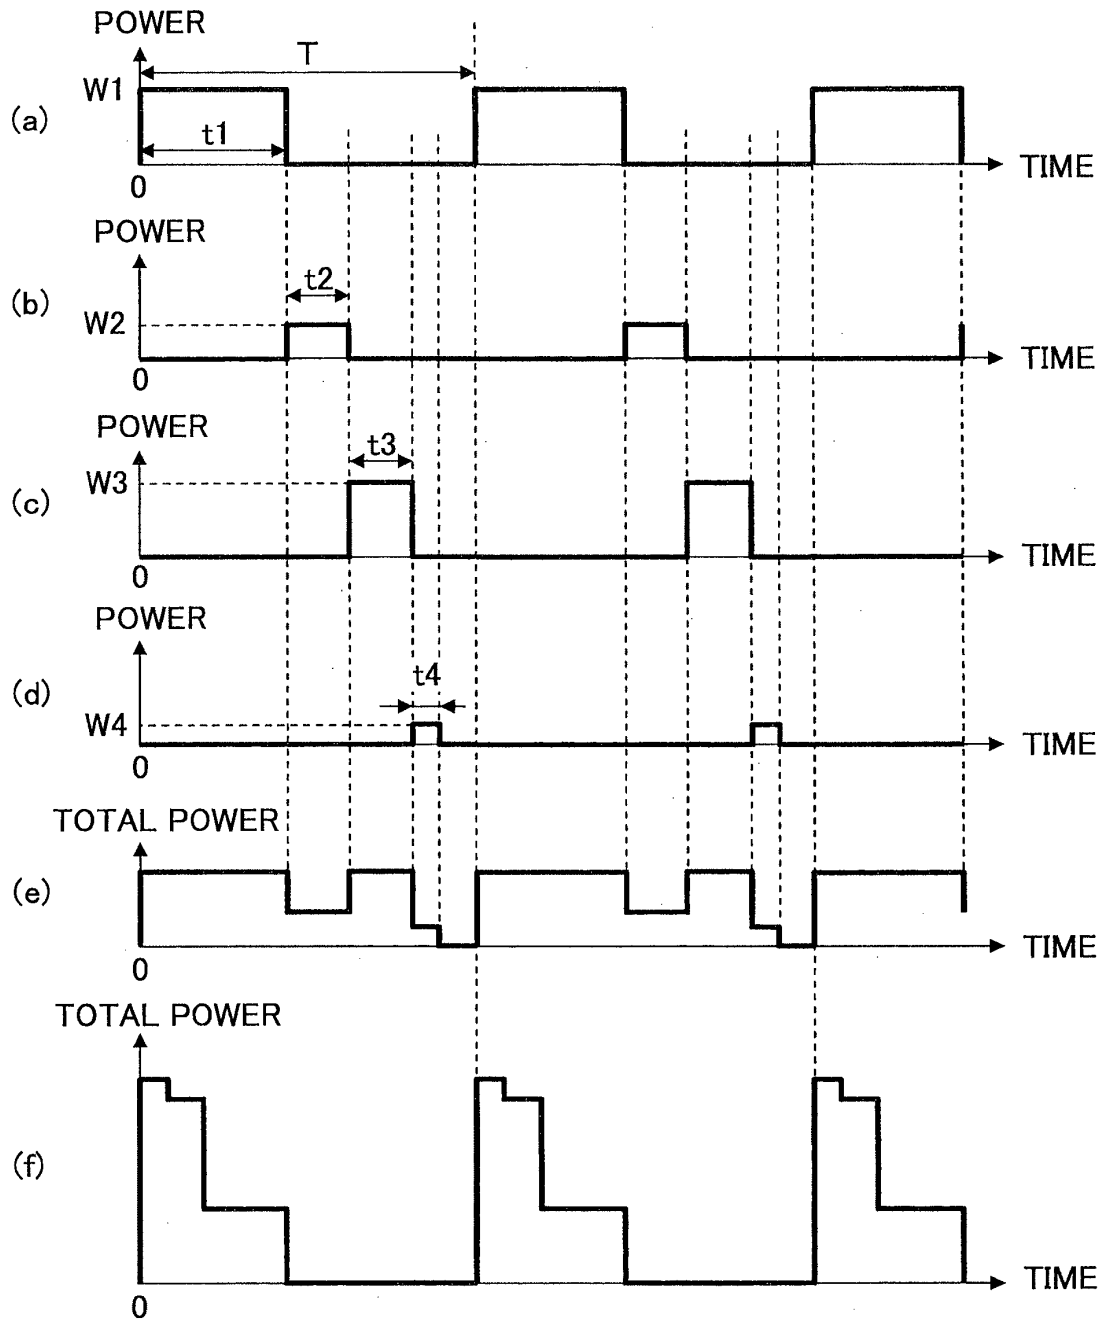 POWER
T
W1
(a)
t1
0
TIME
POWER
t2
(b)
W2
0
TIME
POWER
t3
W3
(c)
0
TIME
POWER
t4
(d)
W4
0
TIME
TOTAL POWER
(e)
0
TIME
TOTAL POWER
(f)
0
TIME